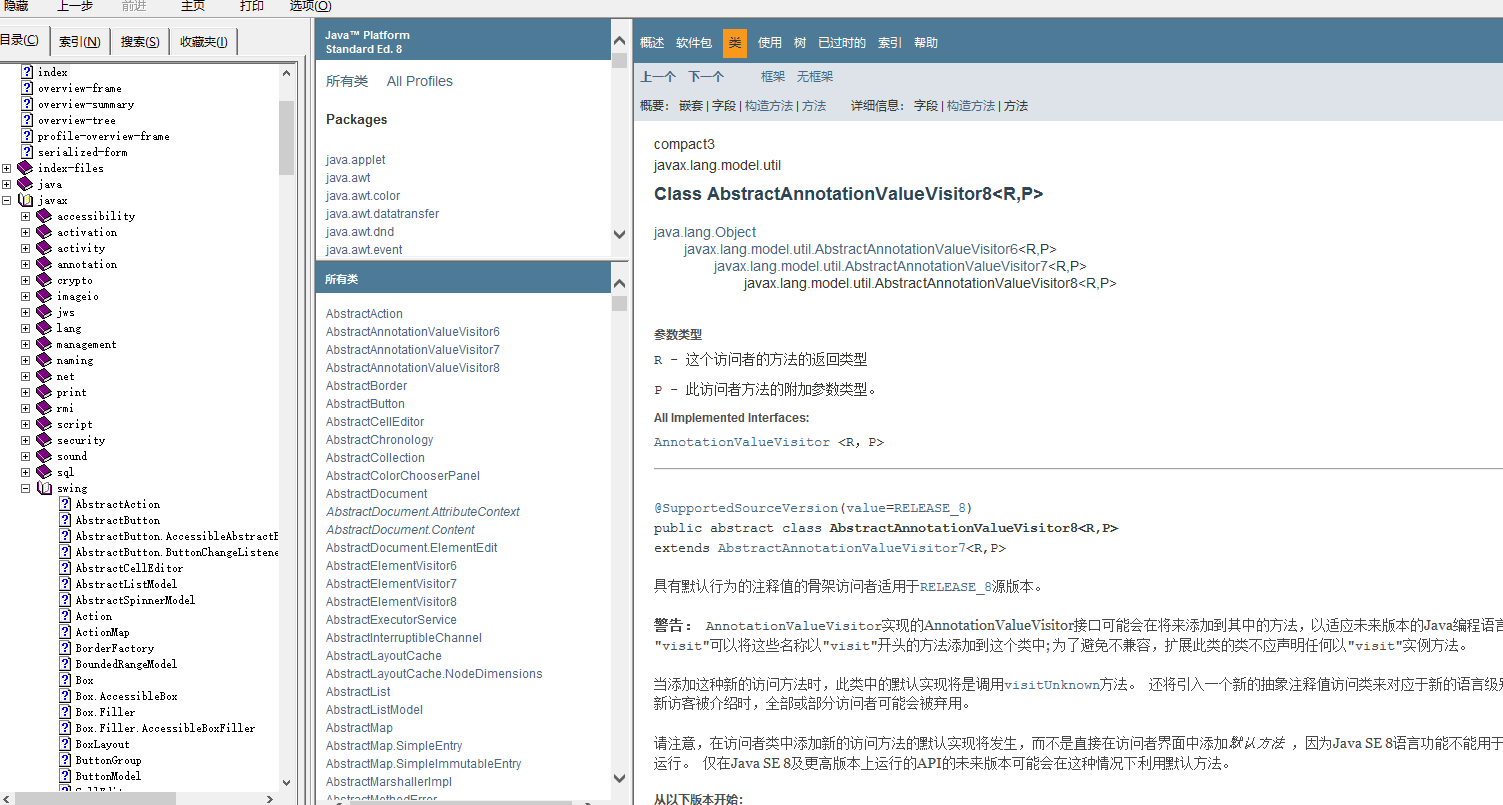 隐藏 上一步 前进 主页 打印 选项(O)
目录(C) 索引(N) 搜索(S) 收藏夹(I)
index
overview-frame
overview-summary
overview-tree
profile-overview-frame
serialized-form
index-files
java
javax
accessibility
activation
activity
annotation
crypto
imageio
jws
lang
management
naming
net
print
rmi
script
security
sound
sql
swing
AbstractAction
AbstractButton
AbstractButton.AccessibleAbstractB
AbstractButton.ButtonChangeListene
AbstractCellEditor
AbstractListModel
AbstractSpinnerModel
Action
ActionMap
BorderFactory
BoundedRangeModel
Box
Box.AccessibleBox
Box.Filler
Box.Filler.AccessibleBoxFiller
BoxLayout
ButtonGroup
ButtonModel
Java™ Platform
Standard Ed. 8
所有类 All Profiles
Packages
java.applet
java.awt
java.awt.color
java.awt.datatransfer
java.awt.dnd
java.awt.event
所有类
AbstractAction
AbstractAnnotationValueVisitor6
AbstractAnnotationValueVisitor7
AbstractAnnotationValueVisitor8
AbstractBorder
AbstractButton
AbstractCellEditor
AbstractChronology
AbstractCollection
AbstractColorChooserPanel
AbstractDocument
AbstractDocument.AttributeContext
AbstractDocument.Content
AbstractDocument.ElementEdit
AbstractElementVisitor6
AbstractElementVisitor7
AbstractElementVisitor8
AbstractExecutorService
AbstractInterruptibleChannel
AbstractLayoutCache
AbstractLayoutCache.NodeDimensions
AbstractList
AbstractListModel
AbstractMap
AbstractMap.SimpleEntry
AbstractMap.SimpleImmutableEntry
AbstractMarshallerImpl
AbstractMethodError
概述 软件包 类 使用 树 已过时的 索引 帮助
上一个 下一个 框架 无框架
概要： 嵌套 | 字段 | 构造方法 | 方法 详细信息： 字段 | 构造方法 | 方法
compact3
javax.lang.model.util
Class AbstractAnnotationValueVisitor8<R,P>
java.lang.Object
javax.lang.model.util.AbstractAnnotationValueVisitor6<R,P>
javax.lang.model.util.AbstractAnnotationValueVisitor7<R,P>
javax.lang.model.util.AbstractAnnotationValueVisitor8<R,P>
参数类型
R - 这个访问者的方法的返回类型
P - 此访问者方法的附加参数类型。
All Implemented Interfaces:
AnnotationValueVisitor <R, P>
@SupportedSourceVersion(value=RELEASE_8)
public abstract class AbstractAnnotationValueVisitor8<R,P>
extends AbstractAnnotationValueVisitor7<R,P>
具有默认行为的注释值的骨架访问者适用于RELEASE_8源版本。
警告： AnnotationValueVisitor实现的AnnotationValueVisitor接口可能会在将来添加到其中的方法，以适应未来版本的Java编程语言
"visit"可以将这些名称以"visit"开头的方法添加到这个类中;为了避免不兼容，扩展此类的类不应声明任何以"visit"实例方法。
当添加这种新的访问方法时，此类中的默认实现将是调用visitUnknown方法。 还将引入一个新的抽象注释值访问类来对应于新的语言级别
新访客被介绍时，全部或部分访问者可能会被弃用。
请注意，在访问者类中添加新的访问方法的默认实现将发生，而不是直接在访问者界面中添加默认方法 ，因为Java SE 8语言功能不能用于
运行。 仅在Java SE 8及更高版本上运行的API的未来版本可能会在这种情况下利用默认方法。
从以下版本开始: